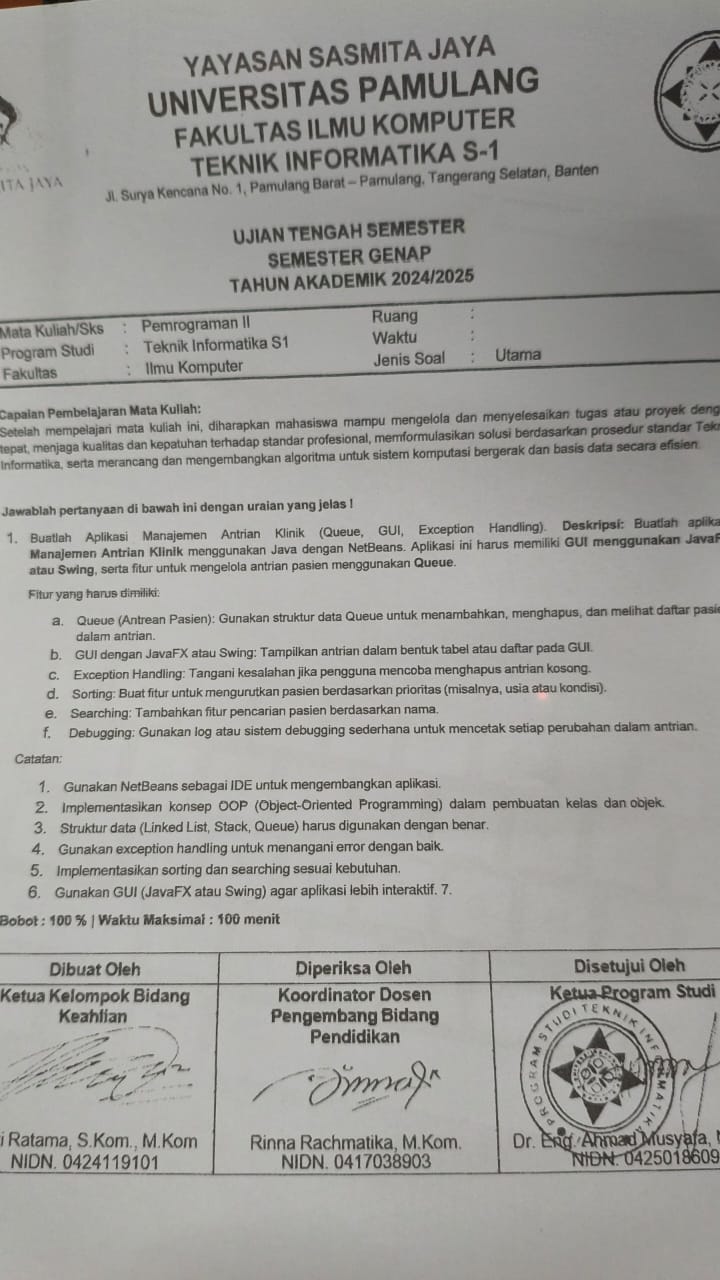 YAYASAN SASMITA JAYA
UNIVERSITAS PAMULANG
FAKULTAS ILMU KOMPUTER
TEKNIK INFORMATIKA S-1
ITA JAYA
Jl. Surya Kencana No. 1, Pamulang Barat – Pamulang, Tangerang Selatan, Banten
UJIAN TENGAH SEMESTER
SEMESTER GENAP
TAHUN AKADEMIK 2024/2025
Mata Kuliah/Sks : Pemrograman II Ruang :
Program Studi : Teknik Informatika S1 Waktu :
Fakultas : Ilmu Komputer Jenis Soal : Utama
Capaian Pembelajaran Mata Kuliah:
Setelah mempelajari mata kuliah ini, diharapkan mahasiswa mampu mengelola dan menyelesaikan tugas atau proyek deng
tepat, menjaga kualitas dan kepatuhan terhadap standar profesional, memformulasikan solusi berdasarkan prosedur standar Tek
Informatika, serta merancang dan mengembangkan algoritma untuk sistem komputasi bergerak dan basis data secara efisien.
Jawablah pertanyaan di bawah ini dengan uraian yang jelas !
1. Buatlah Aplikasi Manajemen Antrian Klinik (Queue, GUI, Exception Handling). Deskripsi: Buatlah aplika
Manajemen Antrian Klinik menggunakan Java dengan NetBeans. Aplikasi ini harus memiliki GUI menggunakan JavaF
atau Swing, serta fitur untuk mengelola antrian pasien menggunakan Queue.
Fitur yang harus dimiliki:
a. Queue (Antrean Pasien): Gunakan struktur data Queue untuk menambahkan, menghapus, dan melihat daftar pasie
dalam antrian.
b. GUI dengan JavaFX atau Swing: Tampilkan antrian dalam bentuk tabel atau daftar pada GUI.
c. Exception Handling: Tangani kesalahan jika pengguna mencoba menghapus antrian kosong.
d. Sorting: Buat fitur untuk mengurutkan pasien berdasarkan prioritas (misalnya, usia atau kondisi).
e. Searching: Tambahkan fitur pencarian pasien berdasarkan nama.
f. Debugging: Gunakan log atau sistem debugging sederhana untuk mencetak setiap perubahan dalam antrian.
Catatan:
1. Gunakan NetBeans sebagai IDE untuk mengembangkan aplikasi.
2. Implementasikan konsep OOP (Object-Oriented Programming) dalam pembuatan kelas dan objek.
3. Struktur data (Linked List, Stack, Queue) harus digunakan dengan benar.
4. Gunakan exception handling untuk menangani error dengan baik.
5. Implementasikan sorting dan searching sesuai kebutuhan.
6. Gunakan GUI (JavaFX atau Swing) agar aplikasi lebih interaktif. 7.
Bobot : 100 % | Waktu Maksimal : 100 menit
Dibuat Oleh
Ketua Kelompok Bidang
Keahlian
i Ratama, S.Kom., M.Kom
NIDN. 0424119101
Diperiksa Oleh
Koordinator Dosen
Pengembang Bidang
Pendidikan
Rinna Rachmatika, M.Kom.
NIDN. 0417038903
Disetujui Oleh
Ketua Program Studi
PROGRAM STUDI TEKNIK INFORMATIKA
Dr. Eng. Ahmad Musyafa,
NIDN. 0425018609